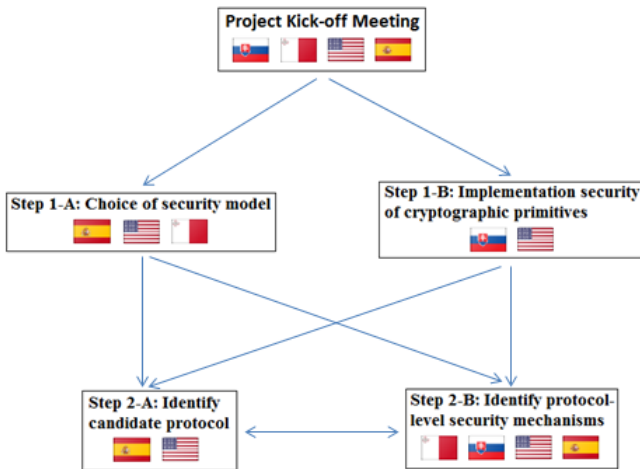 Project Kick-off Meeting
Step 1-A: Choice of security model
Step 1-B: Implementation security
of cryptographic primitives
Step 2-A: Identify
candidate protocol
Step 2-B: Identify protocol-
level security mechanisms